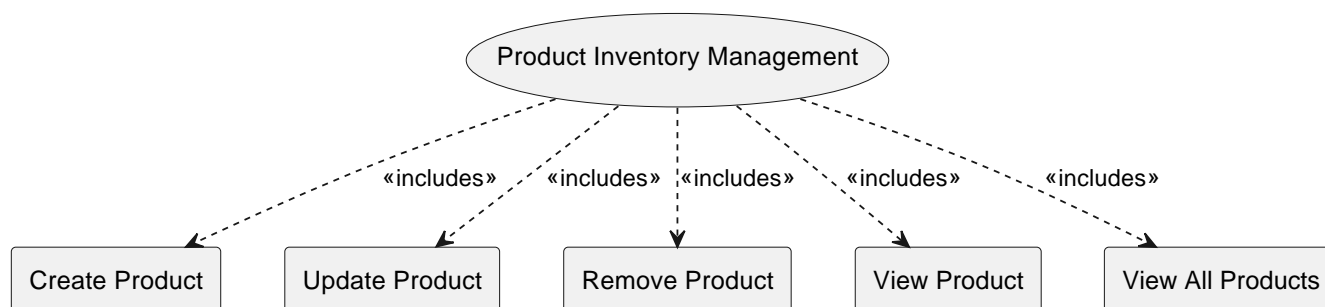 Product Inventory Management
«includes»
«includes»
«includes»
«includes»
«includes»
Create Product
Update Product
Remove Product
View Product
View All Products